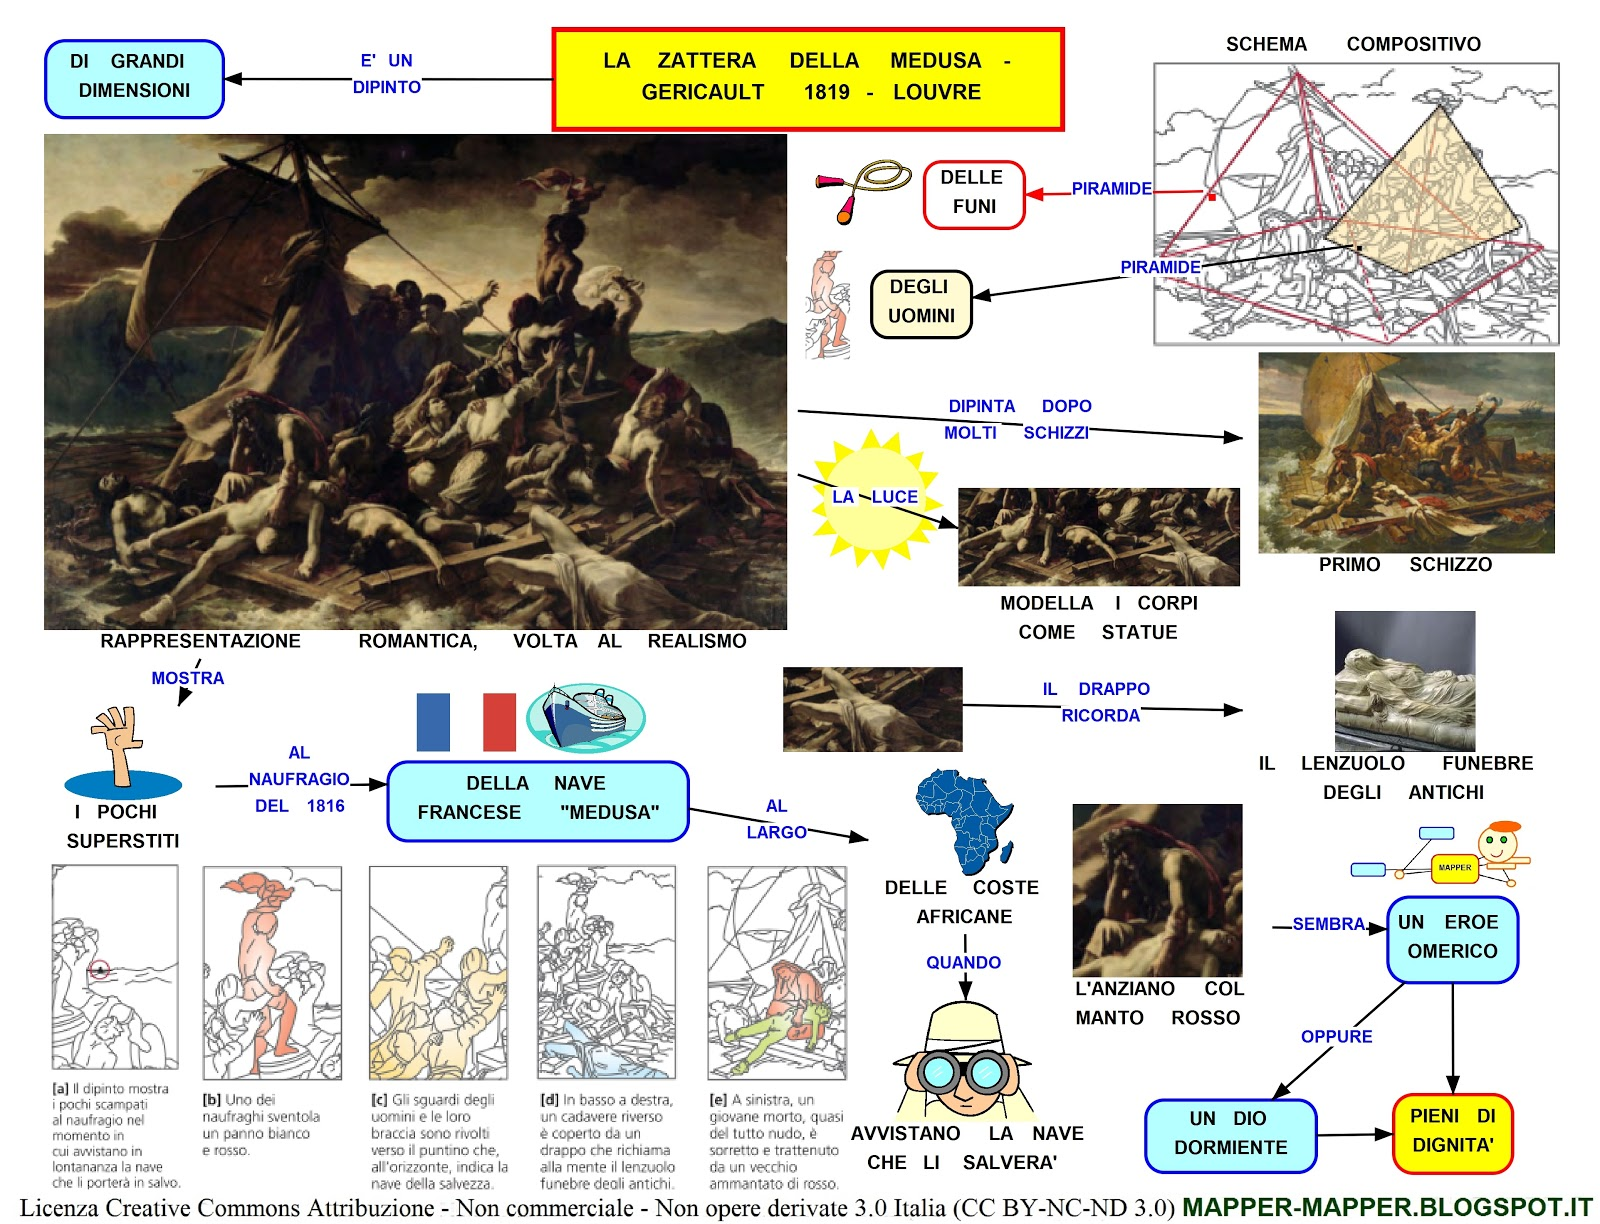 DI GRANDI
DIMENSIONI
E' UN
DIPINTO
LA ZATTERA DELLA MEDUSA -
GERICAULT 1819 - LOUVRE
SCHEMA COMPOSITIVO
DELLE
FUNI
PIRAMIDE
DEGLI
UOMINI
PIRAMIDE
DIPINTA DOPO
MOLTI SCHIZZI
LA LUCE
PRIMO SCHIZZO
MODELLA I CORPI
COME STATUE
RAPPRESENTAZIONE ROMANTICA, VOLTA AL REALISMO
MOSTRA
IL DRAPPO
RICORDA
IL LENZUOLO FUNEBRE
DEGLI ANTICHI
I POCHI
SUPERSTITI
AL
NAUFRAGIO
DEL 1816
DELLA NAVE
FRANCESE "MEDUSA"
AL
LARGO
DELLE COSTE
AFRICANE
QUANDO
AVVISTANO LA NAVE
CHE LI SALVERA'
L'ANZIANO COL
MANTO ROSSO
SEMBRA
MAPPER
UN EROE
OMERICO
OPPURE
UN DIO
DORMIENTE
PIENI DI
DIGNITA'
[a] Il dipinto mostra
i pochi scampati
al naufragio nel
momento in
cui avvistano in
lontananza la nave
che li porterà in salvo.
[b] Uno dei
naufraghi sventola
un panno bianco
e rosso.
[c] Gli sguardi degli
uomini e le loro
braccia sono rivolti
verso il puntino che,
all'orizzonte, indica la
nave della salvezza.
[d] In basso a destra,
un cadavere riverso
è coperto da un
drappo che richiama
alla mente il lenzuolo
funebre degli antichi.
[e] A sinistra, un
giovane morto, quasi
del tutto nudo, è
sorretto e trattenuto
da un vecchio
ammantato di rosso.
Licenza Creative Commons Attribuzione - Non commerciale - Non opere derivate 3.0 Italia (CC BY-NC-ND 3.0) MAPPER-MAPPER.BLOGSPOT.IT